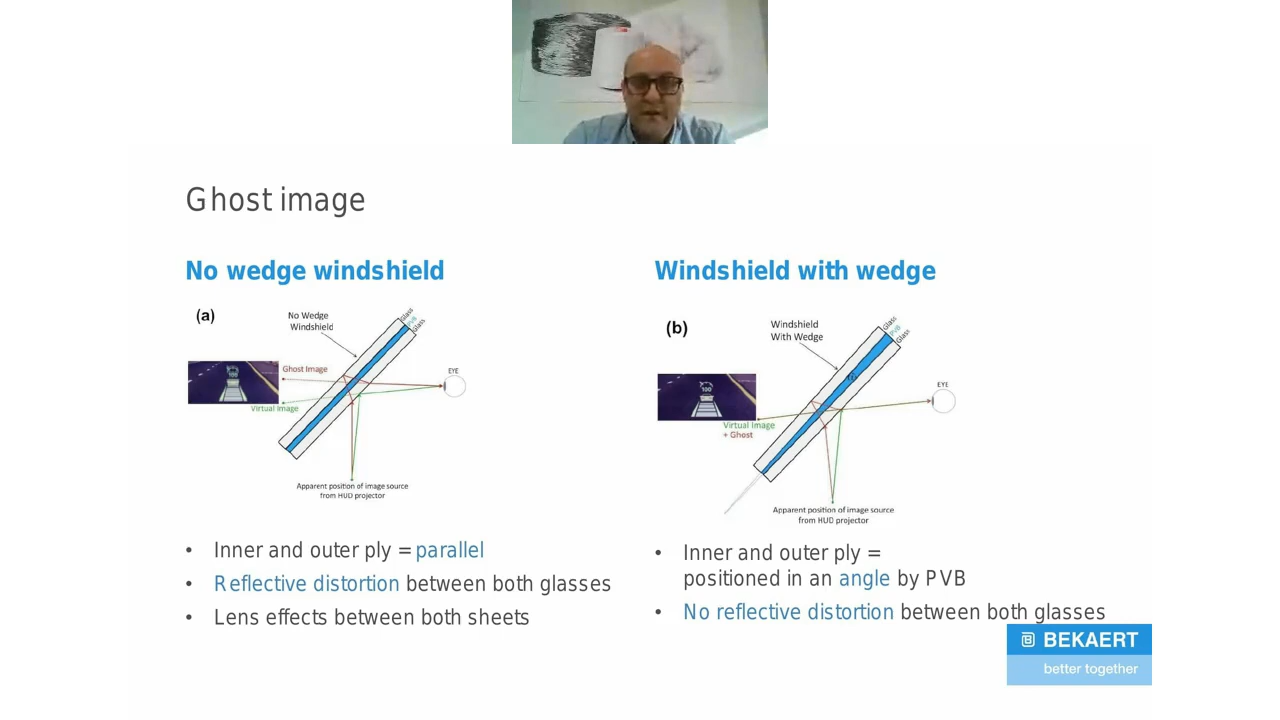 Ghost image
No wedge windshield
(a)
No Wedge
Windshield
Glass
PVB
Glass
Ghost Image
Virtual Image
EYE
100
Apparent position of image source
from HUD projector
• Inner and outer ply = parallel
• Reflective distortion between both glasses
• Lens effects between both sheets
Windshield with wedge
(b)
Windshield
With Wedge
Glass
PVB
Glass
EYE
100
Virtual Image
+ Ghost
Apparent position of image source
from HUD projector
• Inner and outer ply =
positioned in an angle by PVB
• No reflective distortion between both glasses
BEKAERT
better together